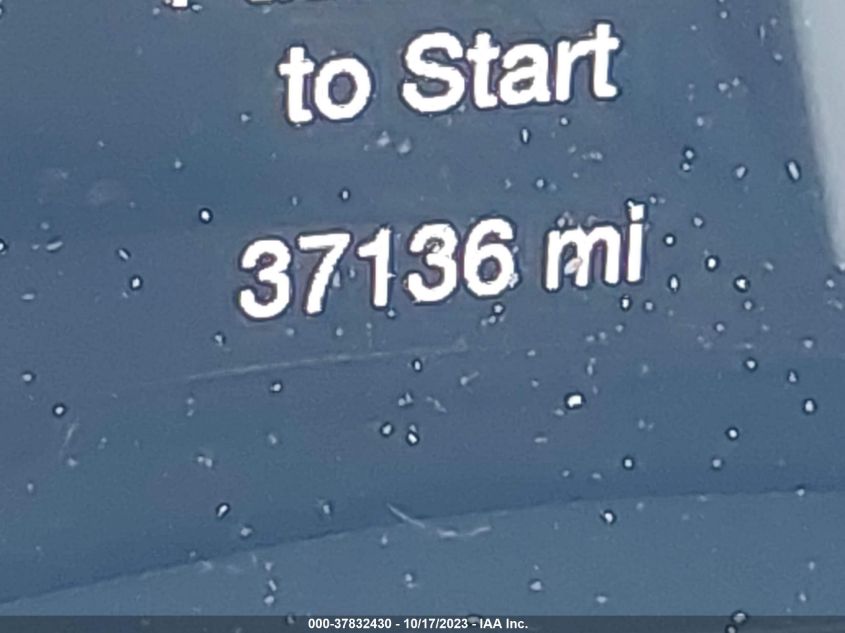 to Start
37136 mi
000-37832430 - 10/17/2023 - IAA Inc.